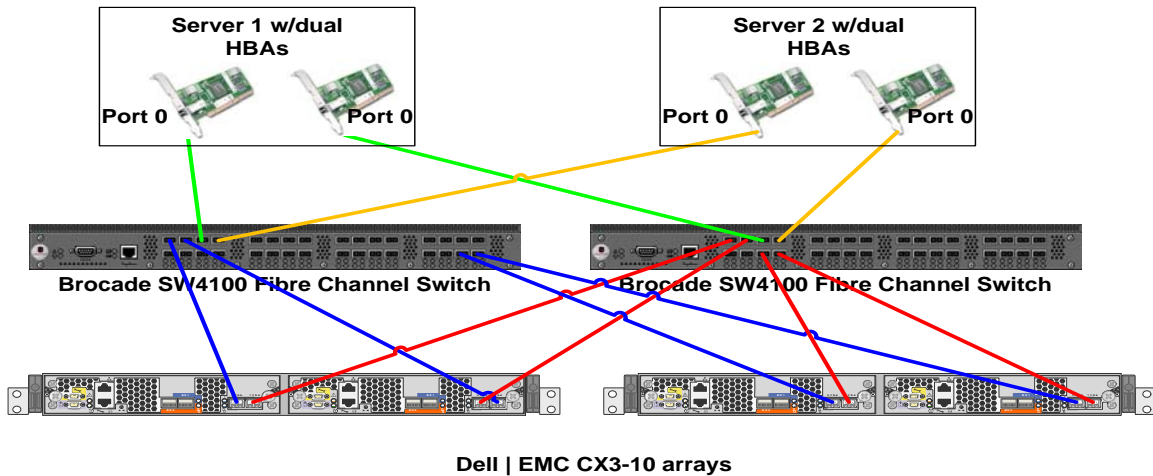 Server 1 w/dual
HBAs
Port 0
Port 0
Server 2 w/dual
HBAs
Port 0
Port 0
Brocade SW4100 Fibre Channel Switch
Brocade SW4100 Fibre Channel Switch
Dell | EMC CX3-10 arrays